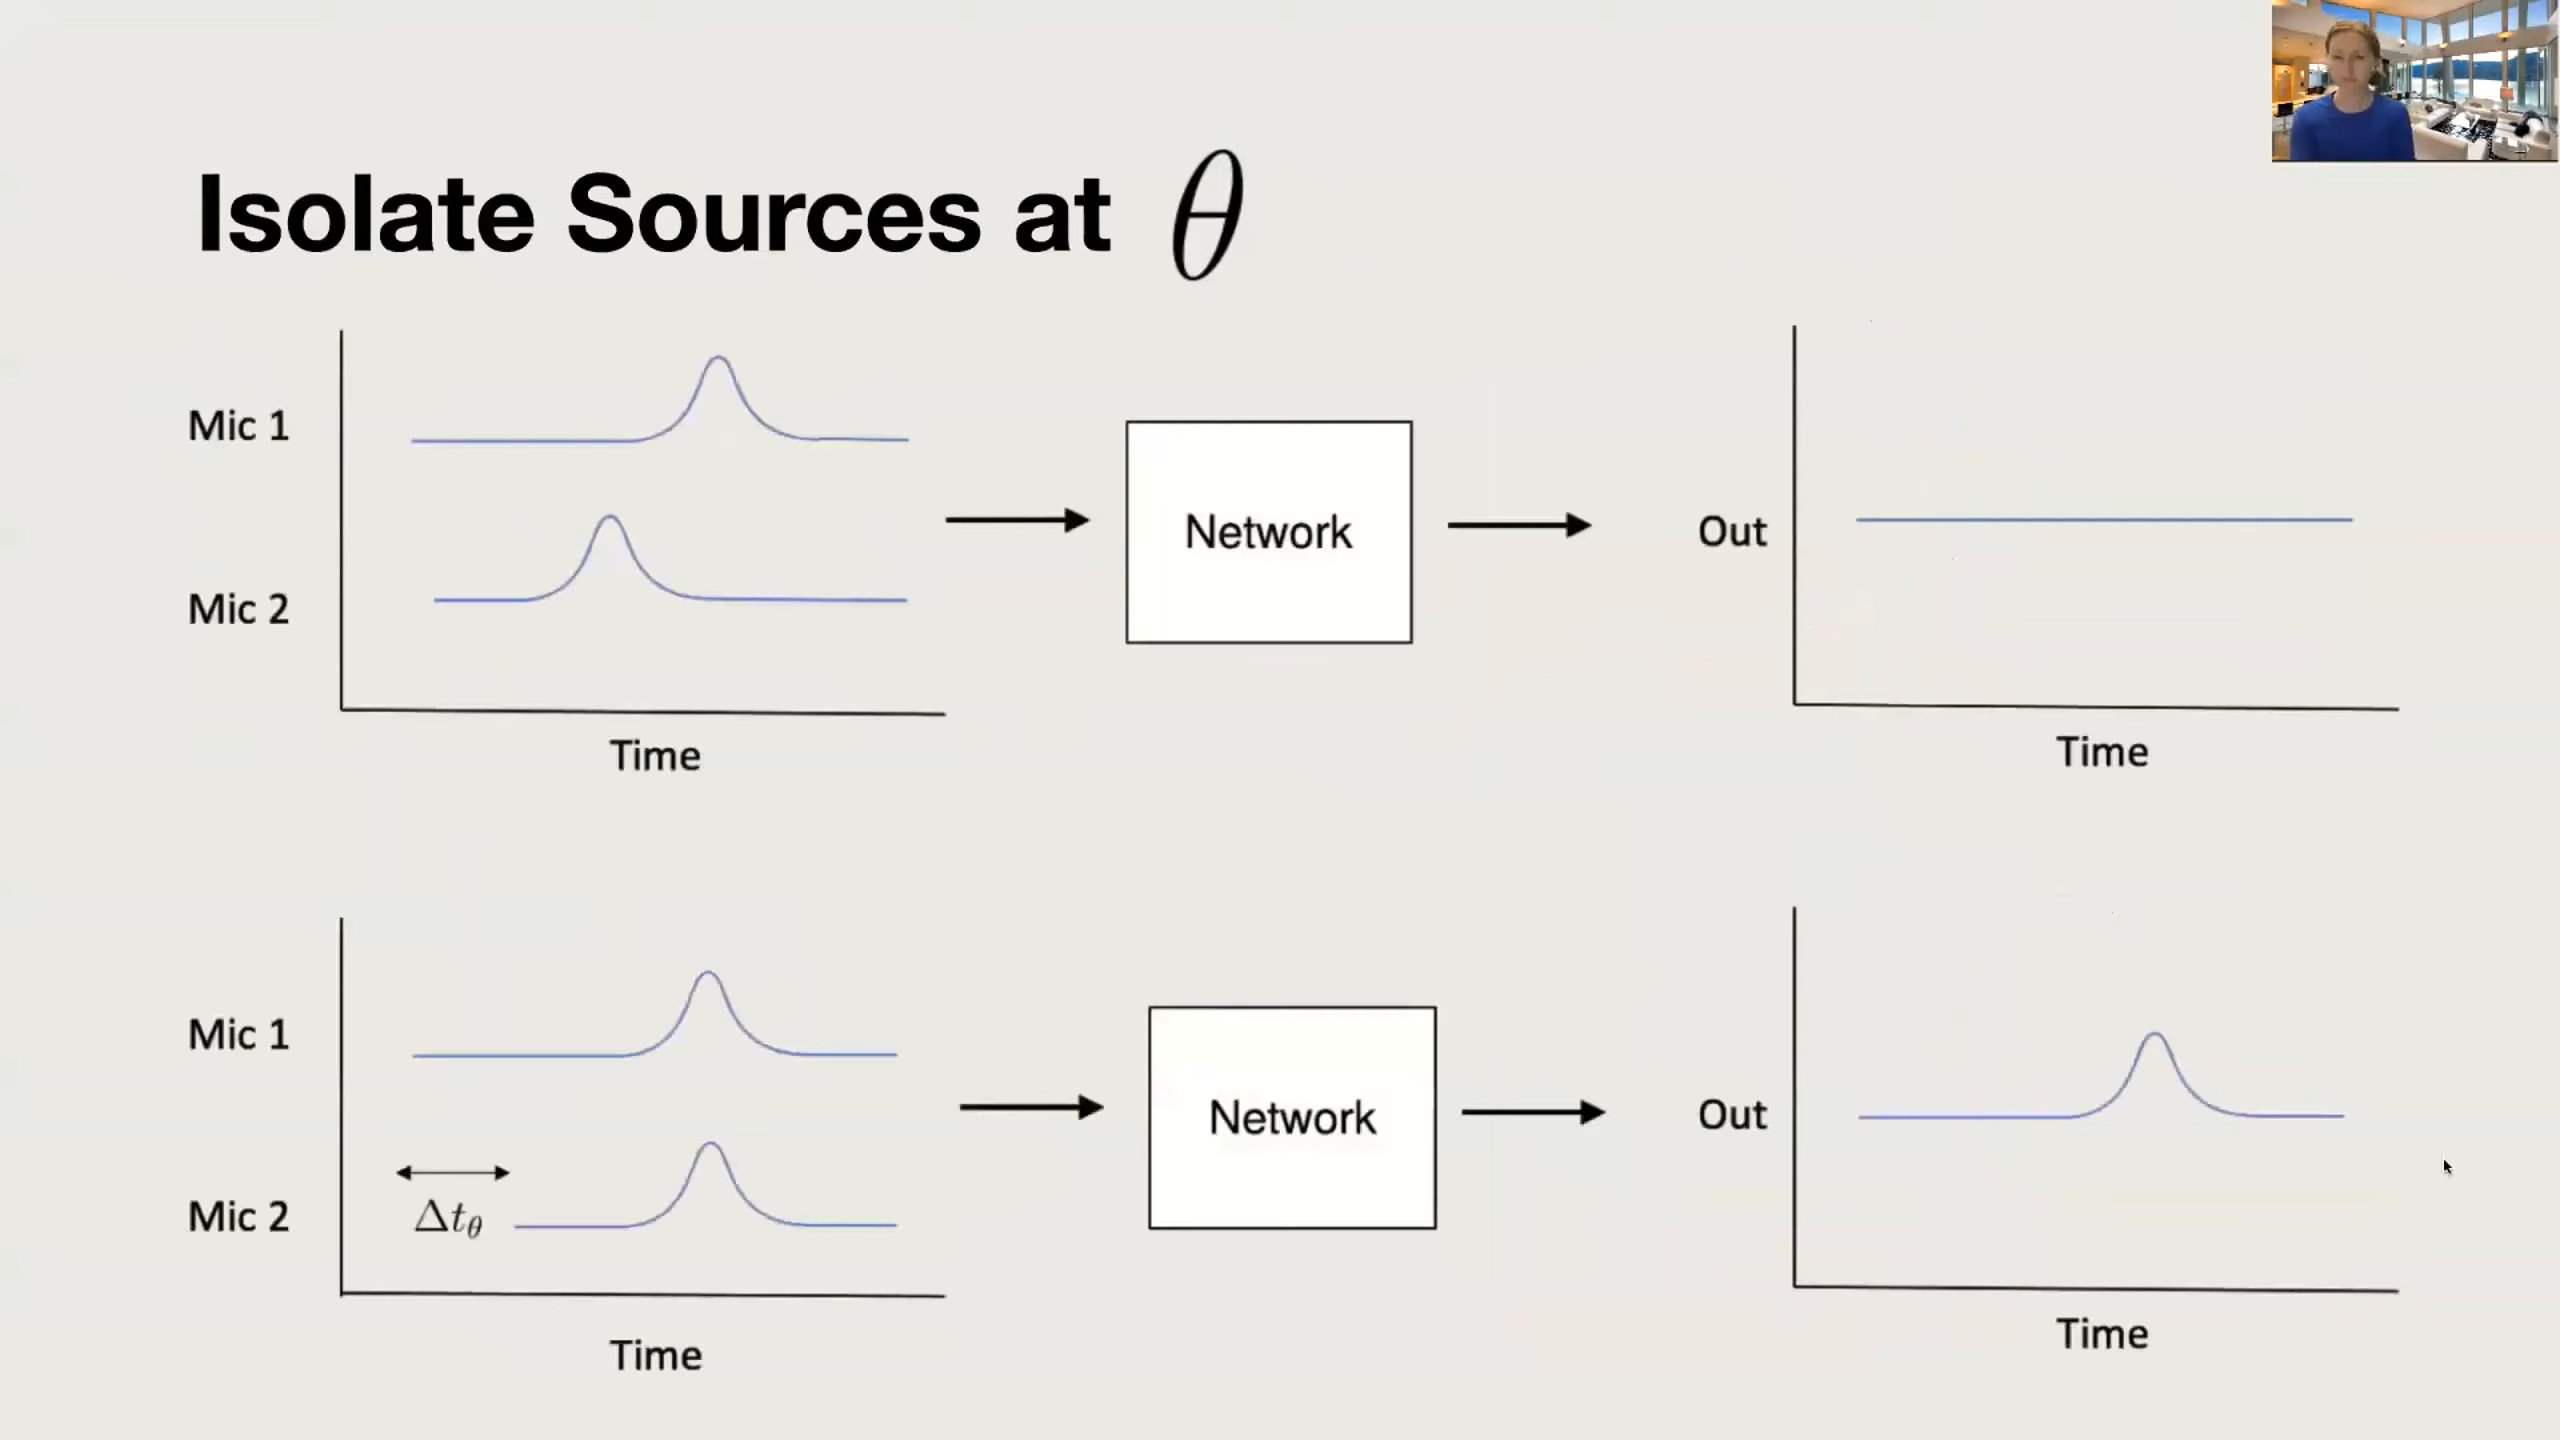 Isolate Sources at θ
Mic 1
Mic 2
Time
Network
Out
Time
Mic 1
Mic 2
Δtθ
Time
Network
Out
Time